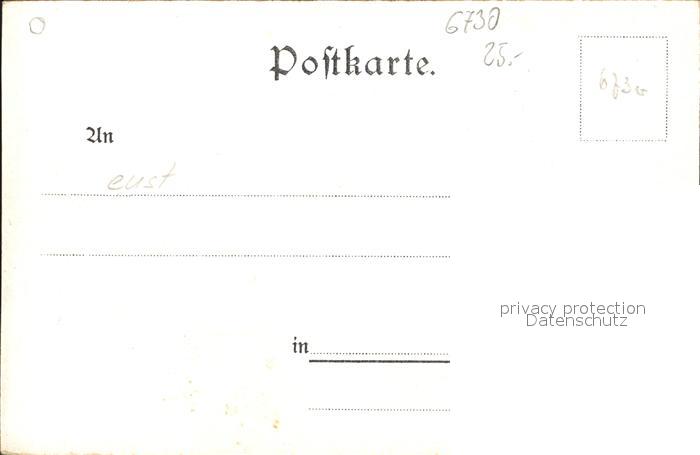 6730
Postkarte.
25.-
6730
An
eust
privacy protection
Datenschutz
in